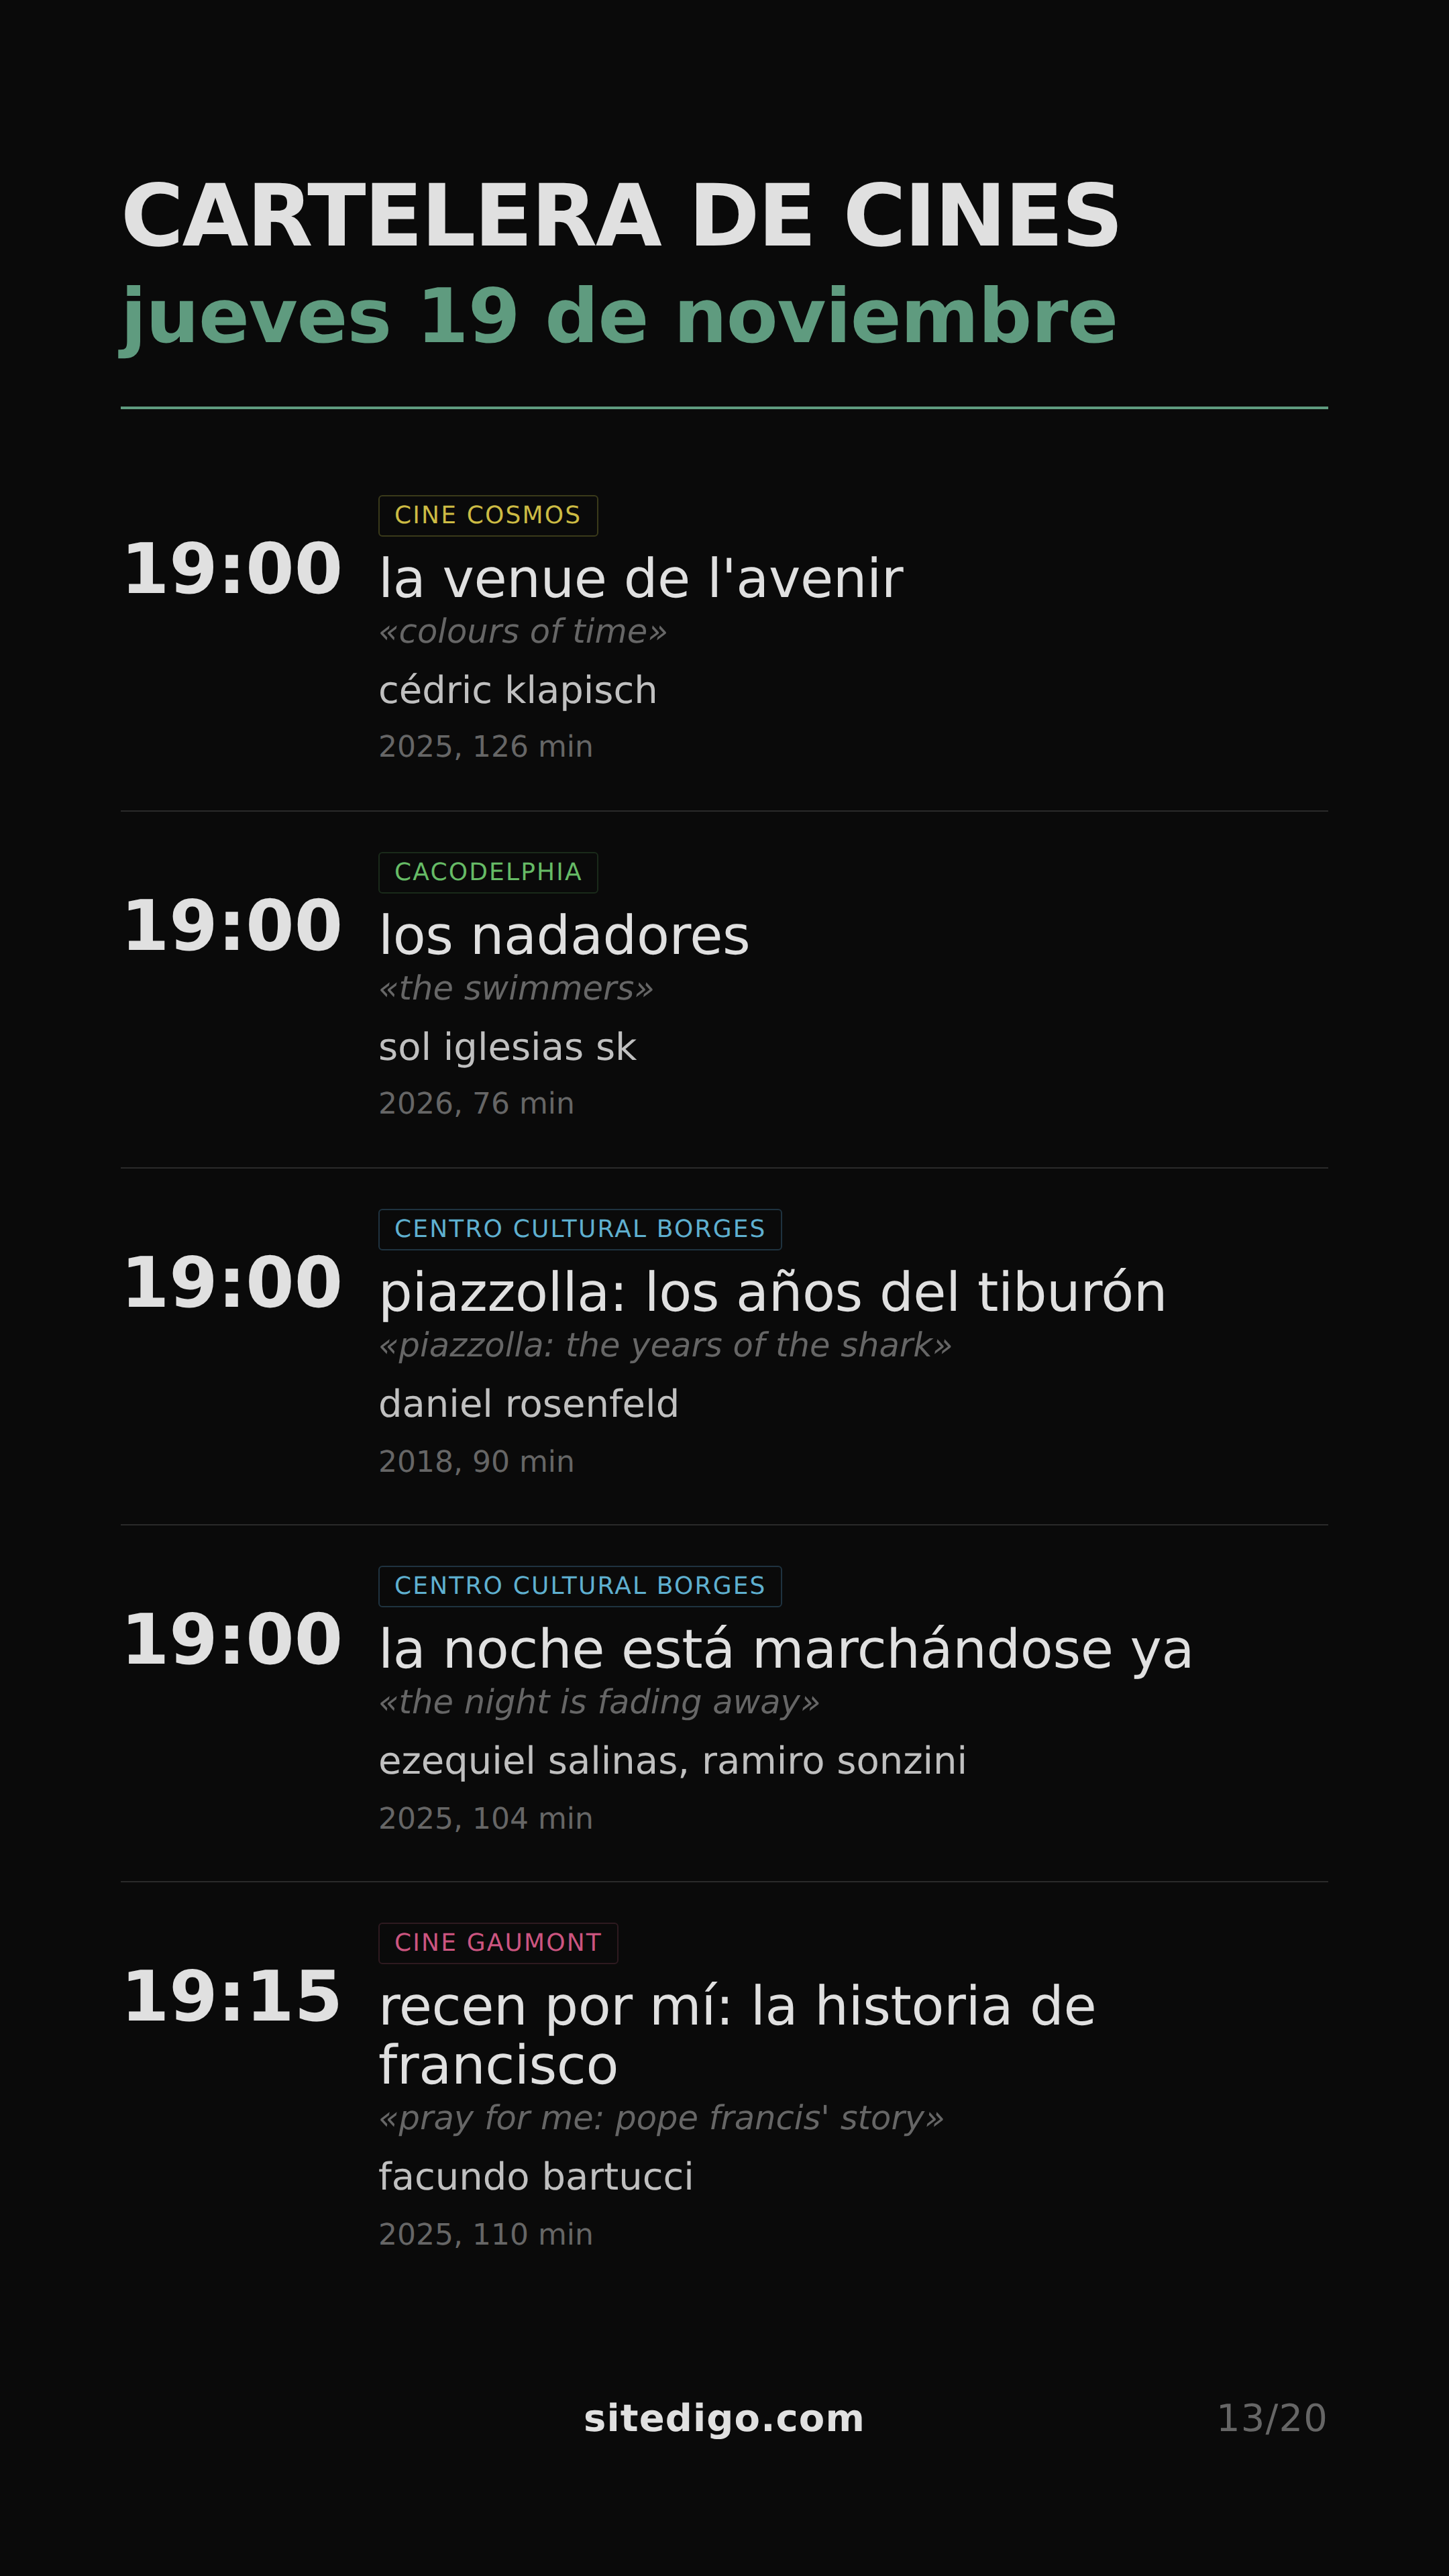 CARTELERA DE CINES
jueves 19 de noviembre
CINE COSMOS
19:00
la venue de l'avenir
«colours of time»
cédric klapisch
2025, 126 min
CACODELPHIA
19:00
los nadadores
«the swimmers»
sol iglesias sk
2026, 76 min
CENTRO CULTURAL BORGES
19:00
piazzolla: los años del tiburón
«piazzolla: the years of the shark»
daniel rosenfeld
2018, 90 min
CENTRO CULTURAL BORGES
19:00
la noche está marchándose ya
«the night is fading away»
ezequiel salinas, ramiro sonzini
2025, 104 min
CINE GAUMONT
19:15
recen por mí: la historia de
francisco
«pray for me: pope francis' story»
facundo bartucci
2025, 110 min
sitedigo.com
13/20